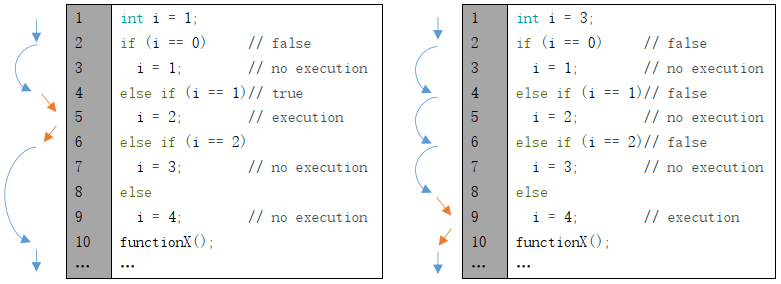 1 int i = 1;
2 if (i == 0) // false
3 i = 1; // no execution
4 else if (i == 1)// true
5 i = 2; // execution
6 else if (i == 2)
7 i = 3; // no execution
8 else
9 i = 4; // no execution
10 functionX();
... ...
1 int i = 3;
2 if (i == 0) // false
3 i = 1; // no execution
4 else if (i == 1)// false
5 i = 2; // no execution
6 else if (i == 2)// false
7 i = 3; // no execution
8 else
9 i = 4; // execution
10 functionX();
... ...